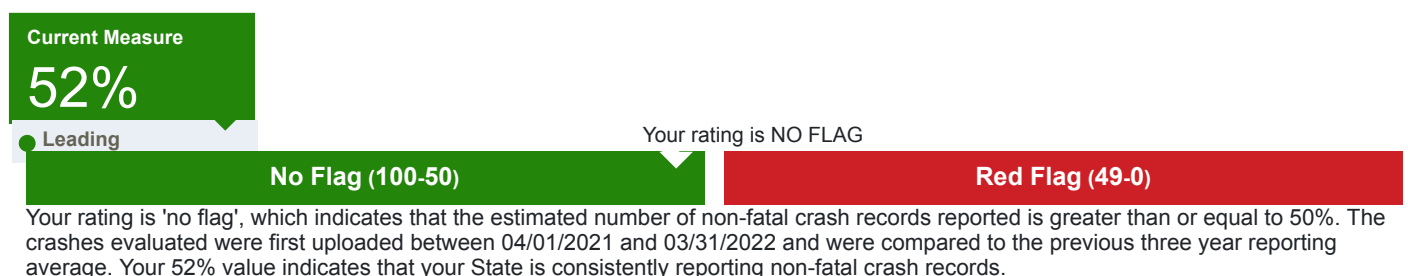 Current Measure
52%
Leading
Your rating is NO FLAG
No Flag (100-50)
Red Flag (49-0)
Your rating is 'no flag', which indicates that the estimated number of non-fatal crash records reported is greater than or equal to 50%. The
crashes evaluated were first uploaded between 04/01/2021 and 03/31/2022 and were compared to the previous three year reporting
average. Your 52% value indicates that your State is consistently reporting non-fatal crash records.